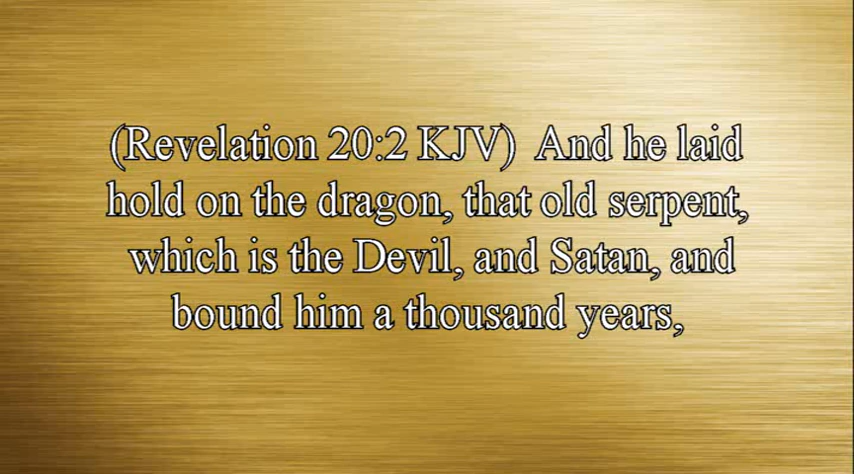 (Revelation 20:2 KJV)  And he laid
hold on the dragon, that old serpent,
which is the Devil, and Satan, and
bound him a thousand years,